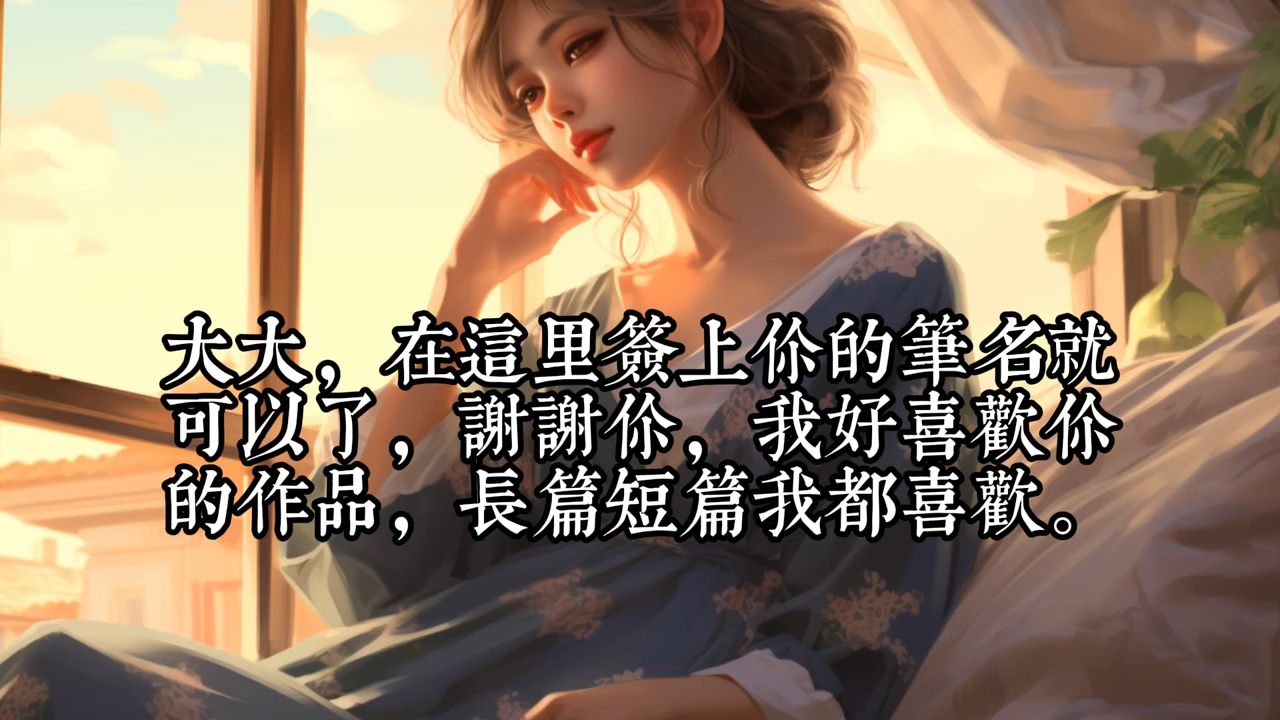 大大，在這里簽上你的筆名就
可以了，謝謝你，我好喜歡你
的作品，長篇短篇我都喜歡。